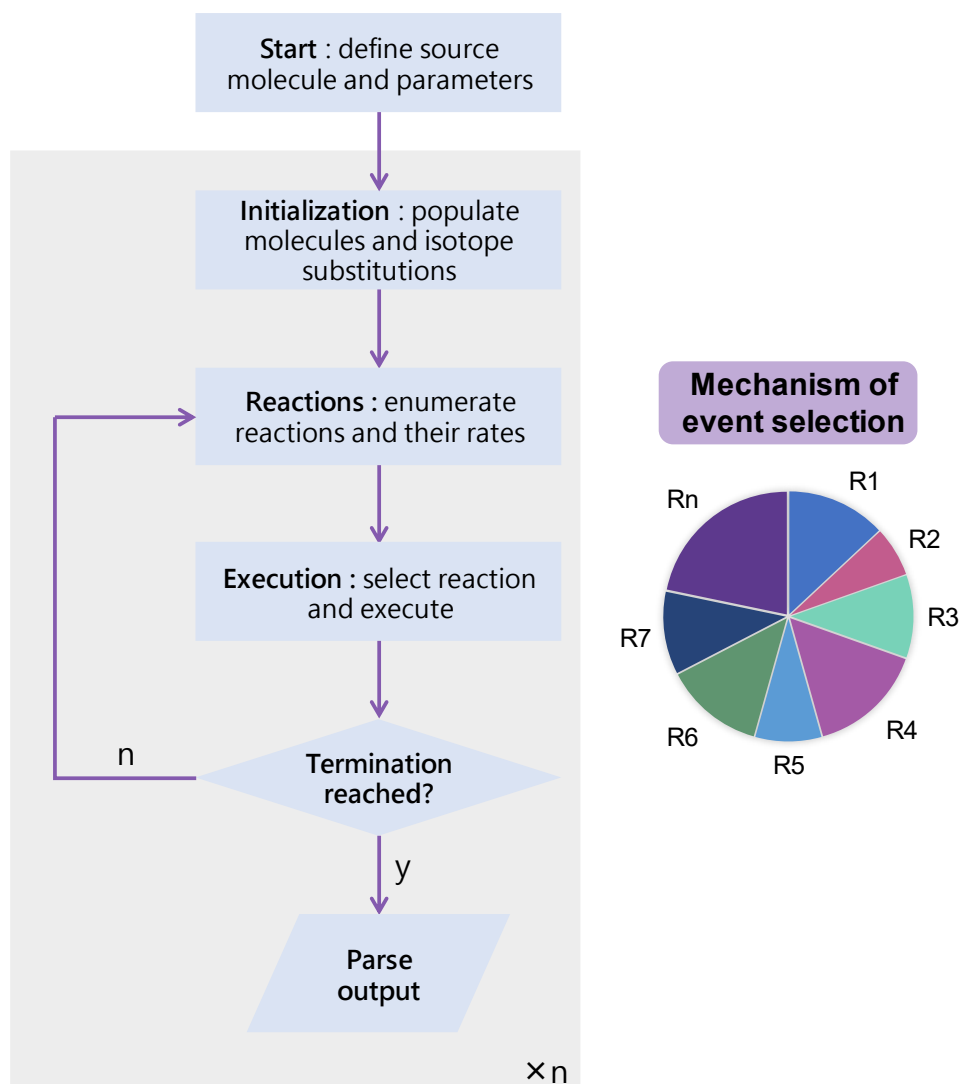 Start : define source
molecule and parameters
Initialization : populate
molecules and isotope
substitutions
Reactions : enumerate
reactions and their rates
Execution : select reaction
and execute
Termination
reached?
n
y
Parse
output
×n
Mechanism of
event selection
R1
R2
R3
R4
R5
R6
R7
Rn